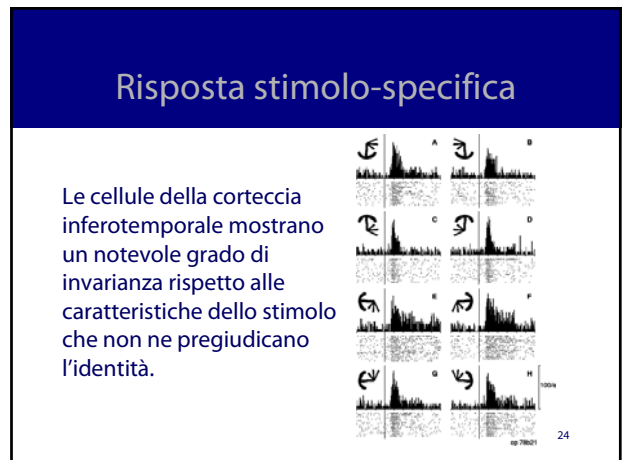 Risposta stimolo-specifica
Le cellule della corteccia
inferotemporale mostrano
un notevole grado di
invarianza rispetto alle
caratteristiche dello stimolo
che non ne pregiudicano
l’identità.
A B
C D
E F
G H
24